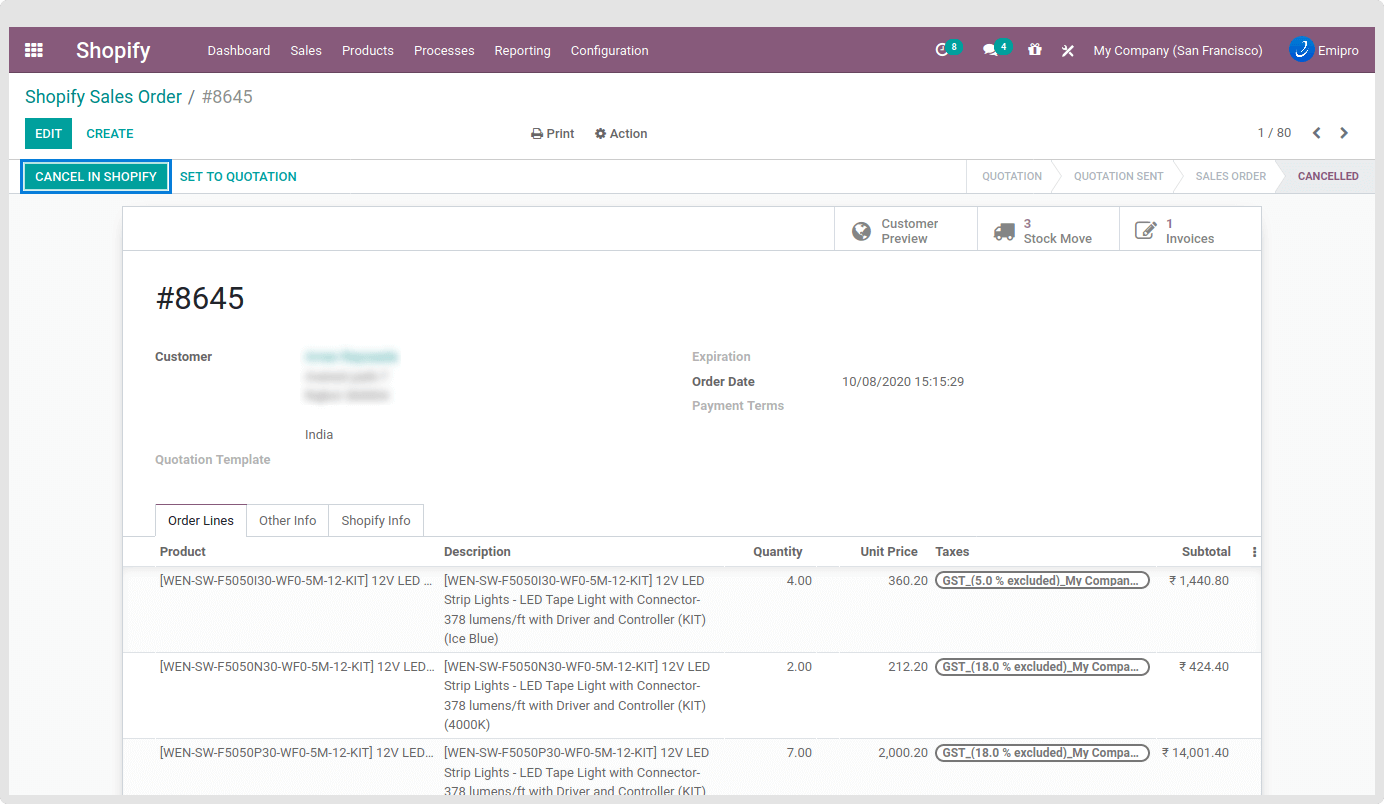 Shopify Dashboard Sales Products Processes Reporting Configuration 8 4 My Company (San Francisco) Emipro
Shopify Sales Order / #8645
EDIT CREATE Print Action 1 / 80
CANCEL IN SHOPIFY SET TO QUOTATION QUOTATION QUOTATION SENT SALES ORDER CANCELLED
Customer 3 1
Preview Stock Move Invoices
#8645
Customer Expiration
Order Date 10/08/2020 15:15:29
Payment Terms
India
Quotation Template
Order Lines Other Info Shopify Info
Product Description Quantity Unit Price Taxes Subtotal
[WEN-SW-F5050I30-WF0-5M-12-KIT] 12V LED ... [WEN-SW-F5050I30-WF0-5M-12-KIT] 12V LED 4.00 360.20 GST_(5.0 % excluded)_My Compan... ₹ 1,440.80
Strip Lights - LED Tape Light with Connector-
378 lumens/ft with Driver and Controller (KIT)
(Ice Blue)
[WEN-SW-F5050N30-WF0-5M-12-KIT] 12V LED... [WEN-SW-F5050N30-WF0-5M-12-KIT] 12V LED 2.00 212.20 GST_(18.0 % excluded)_My Compa... ₹ 424.40
Strip Lights - LED Tape Light with Connector-
378 lumens/ft with Driver and Controller (KIT)
(4000K)
[WEN-SW-F5050P30-WF0-5M-12-KIT] 12V LED... [WEN-SW-F5050P30-WF0-5M-12-KIT] 12V LED 7.00 2,000.20 GST_(18.0 % excluded)_My Compa... ₹ 14,001.40
Strip Lights - LED Tape Light with Connector-
378 lumens/ft with Driver and Controller (KIT)